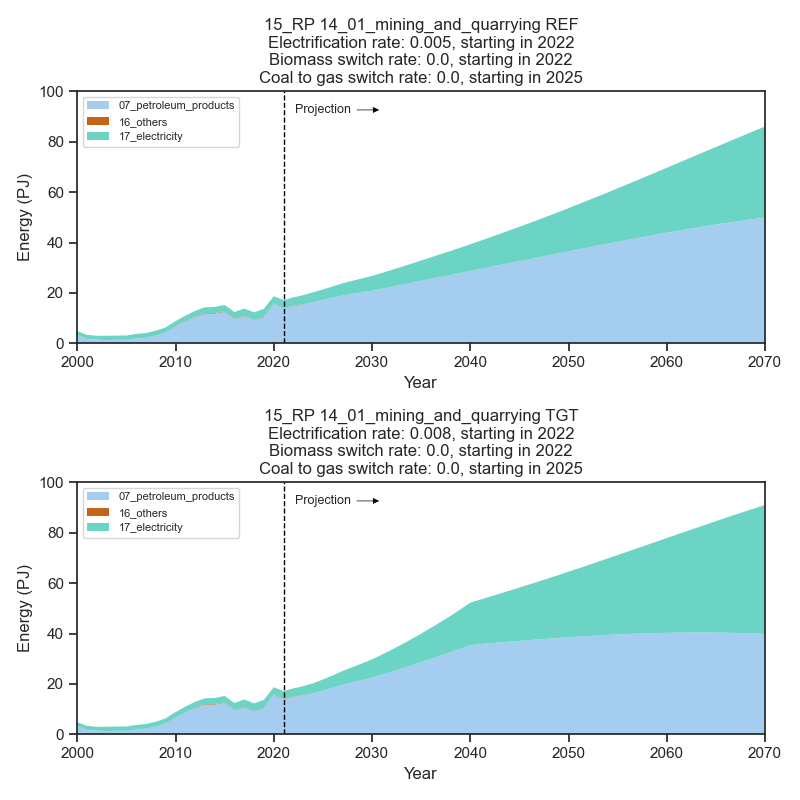 15_RP 14_01_mining_and_quarrying REF
Electrification rate: 0.005, starting in 2022
Biomass switch rate: 0.0, starting in 2022
Coal to gas switch rate: 0.0, starting in 2025
100
80
60
40
20
0
Energy (PJ)
07_petroleum_products
16_others
17_electricity
Projection
2000 2010 2020 2030 2040 2050 2060 2070
Year
15_RP 14_01_mining_and_quarrying TGT
Electrification rate: 0.008, starting in 2022
Biomass switch rate: 0.0, starting in 2022
Coal to gas switch rate: 0.0, starting in 2025
100
80
60
40
20
0
Energy (PJ)
07_petroleum_products
16_others
17_electricity
Projection
2000 2010 2020 2030 2040 2050 2060 2070
Year